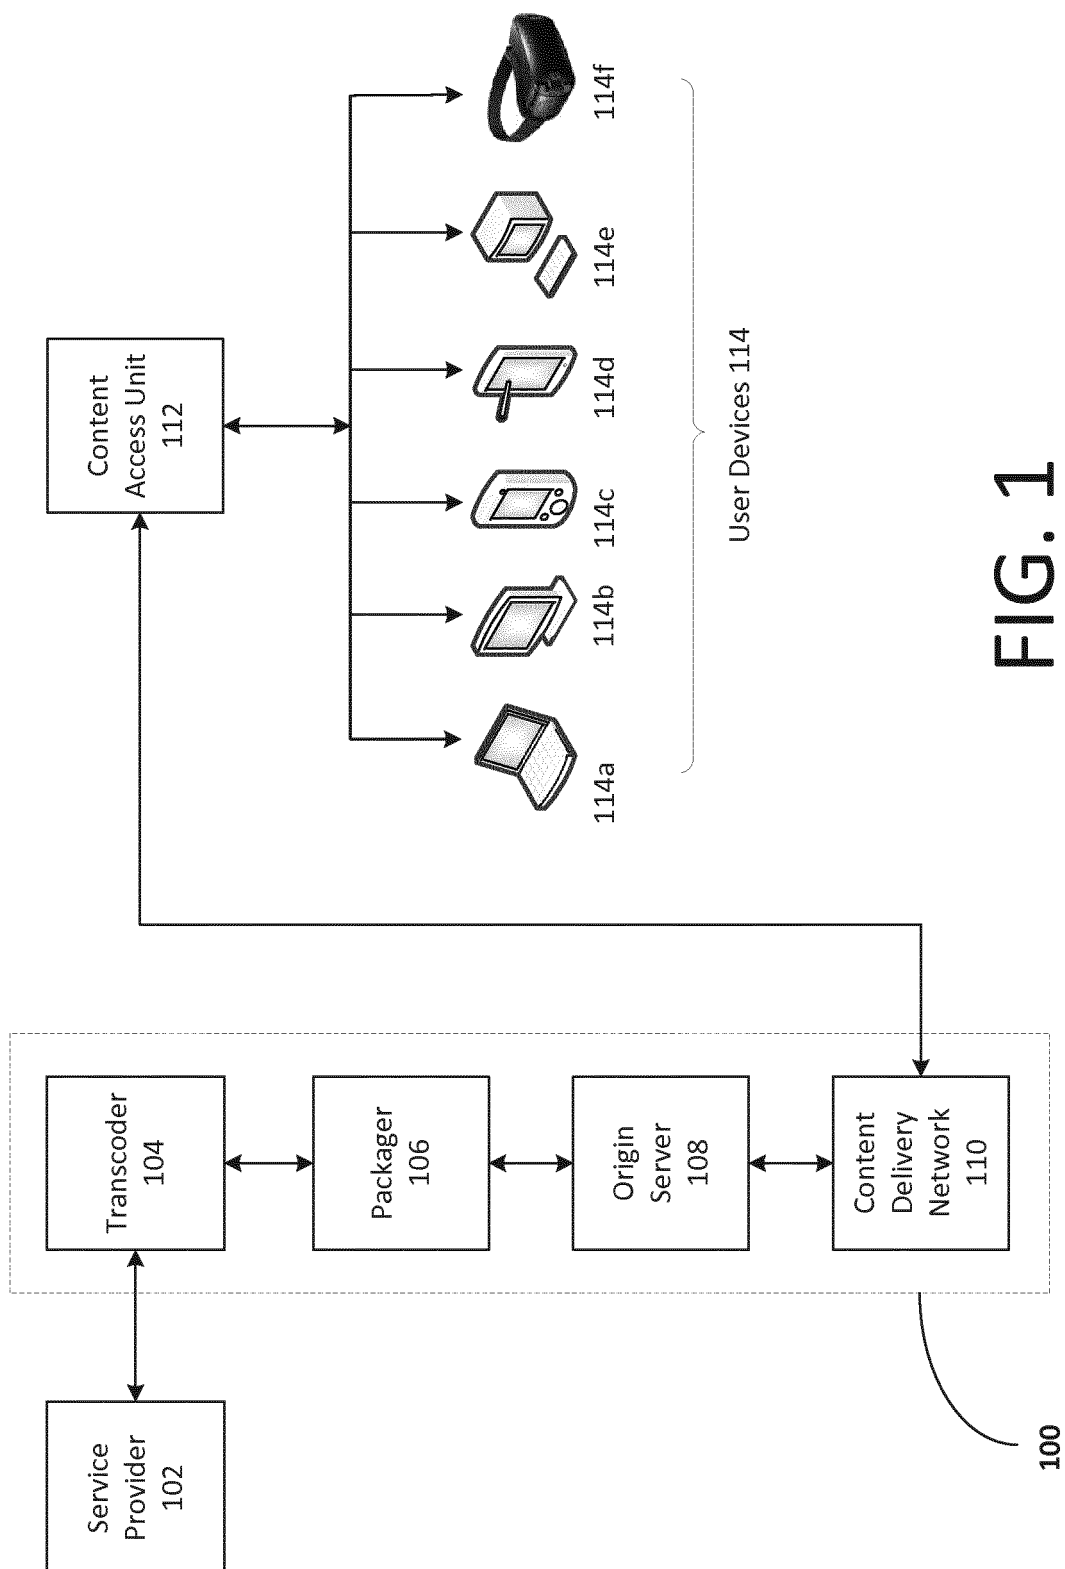 Service
Provider
102
Transcoder
104
Packager
106
Origin
Server
108
Content
Delivery
Network
110
100
Content
Access Unit
112
114a
114b
114c
114d
114e
114f
User Devices 114
FIG. 1